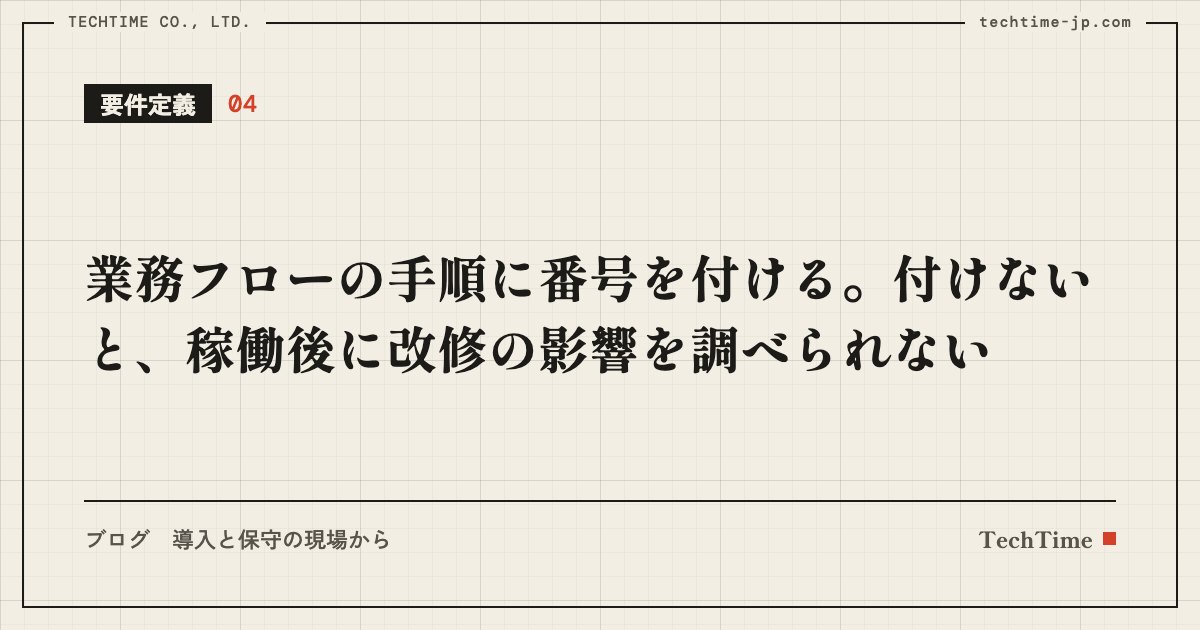 TECHTIME CO., LTD.
techtime-jp.com
要件定義 04
業務フローの手順に番号を付ける。付けない
と、稼働後に改修の影響を調べられない
ブログ　導入と保守の現場から
TechTime